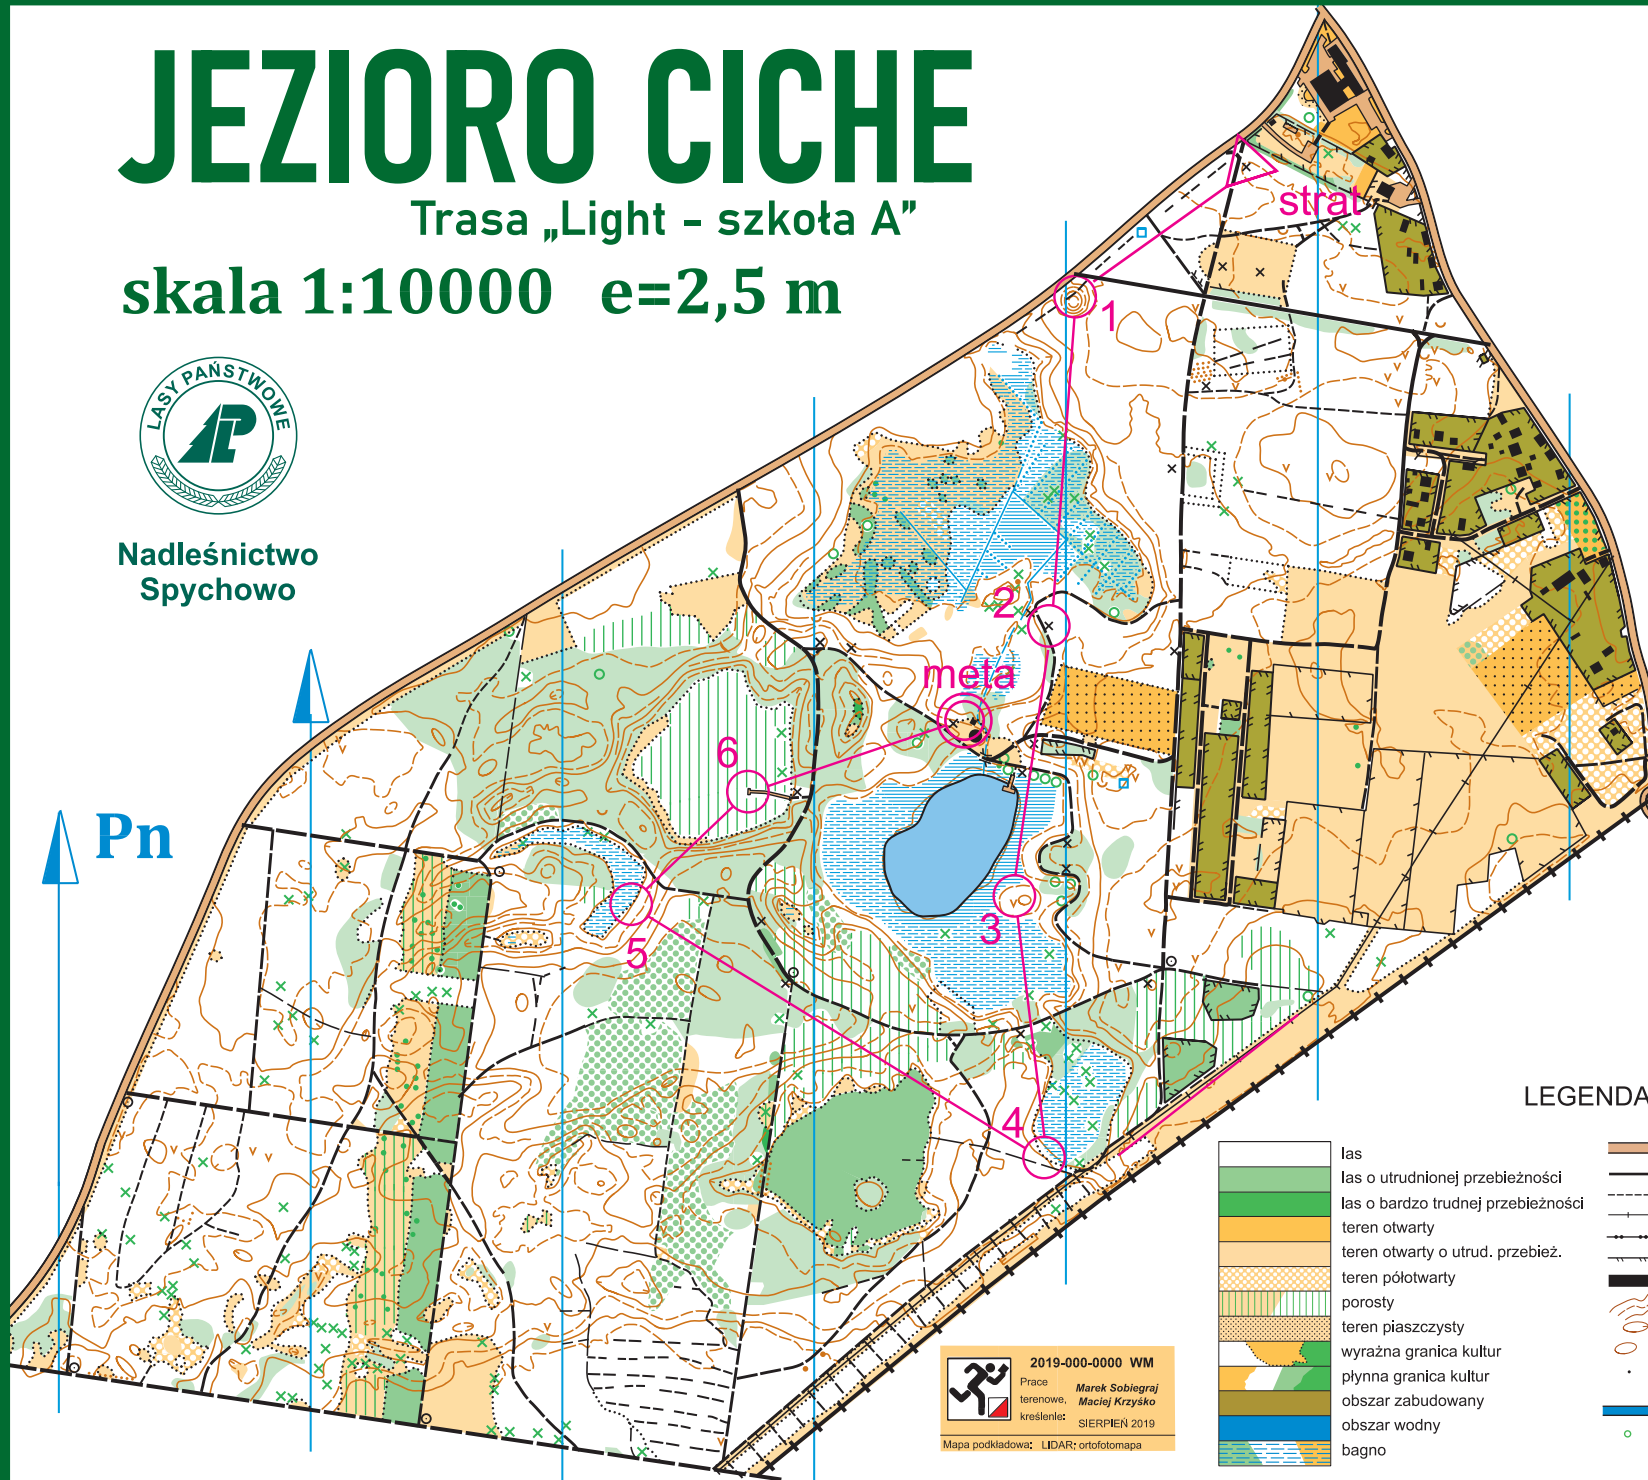 JEZIORO CICHE
Trasa „Light - szkoła A”
skala 1:10000 e=2,5 m
LASY PAŃSTWOWE
Nadleśnictwo
Spychowo
Pn
strat
1
2
meta
6
3
5
4
LEGENDA
las
las o utrudnionej przebieżności
las o bardzo trudnej przebieżności
teren otwarty
teren otwarty o utrud. przebież.
teren półotwarty
porosty
teren piaszczysty
wyrażna granica kultur
płynna granica kultur
obszar zabudowany
obszar wodny
bagno
2019-000-0000 WM
Prace
terenowe,
kreślenie:
Marek Sobiegraj
Maciej Krzyśko
SIERPIEŃ 2019
Mapa podkładowa: LIDAR, ortofotomapa